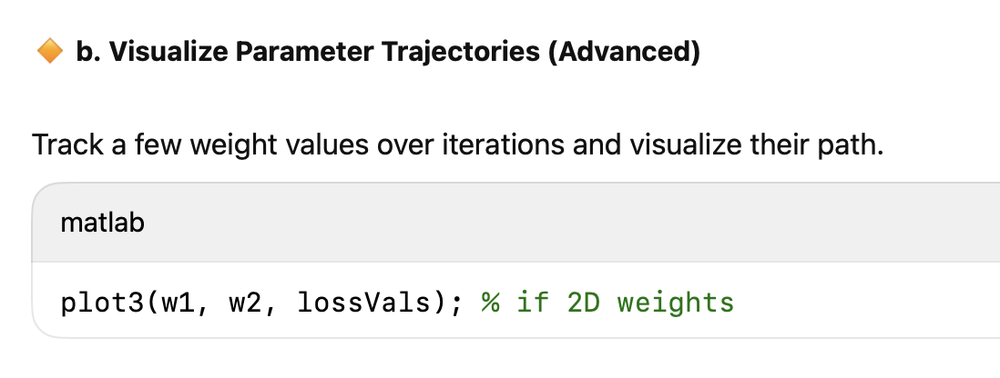 🔸 b. Visualize Parameter Trajectories (Advanced)
Track a few weight values over iterations and visualize their path.
matlab
plot3(w1, w2, lossVals); % if 2D weights